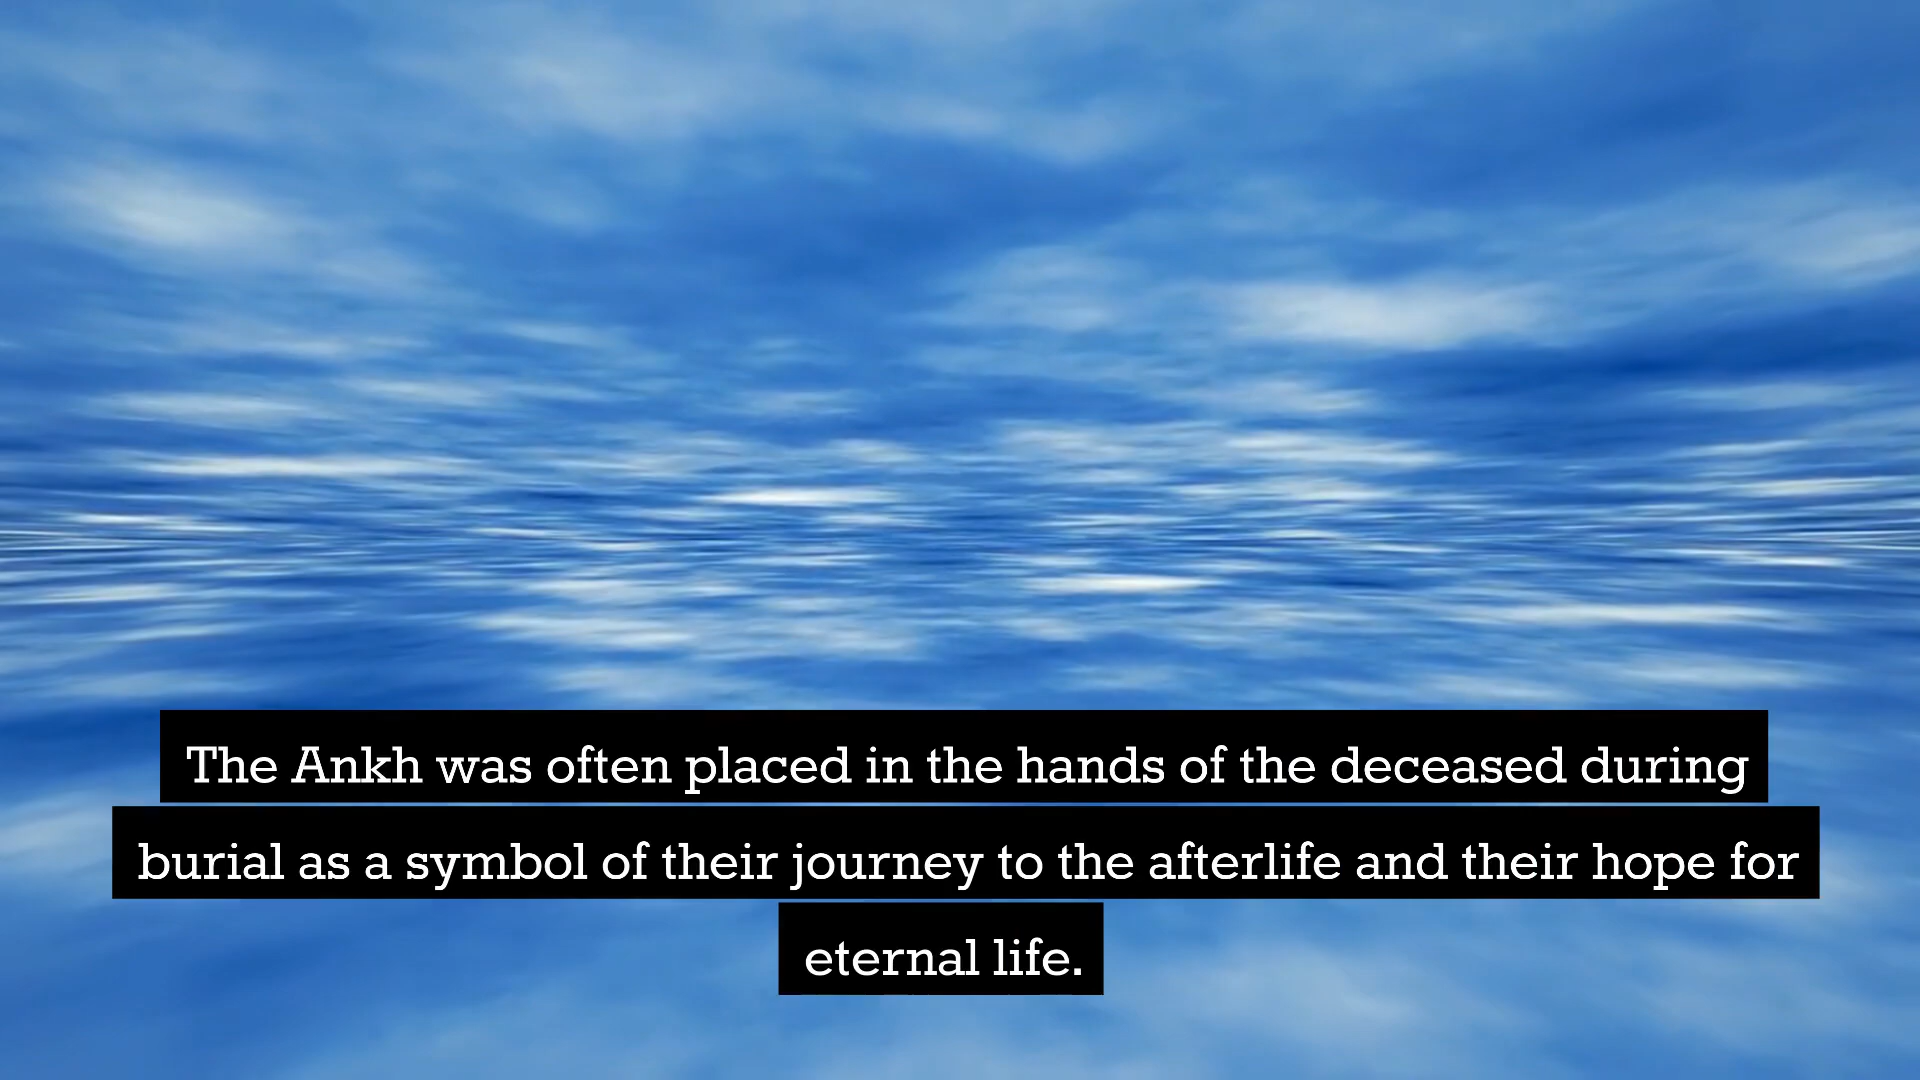 The Ankh was often placed in the hands of the deceased during
burial as a symbol of their journey to the afterlife and their hope for
eternal life.